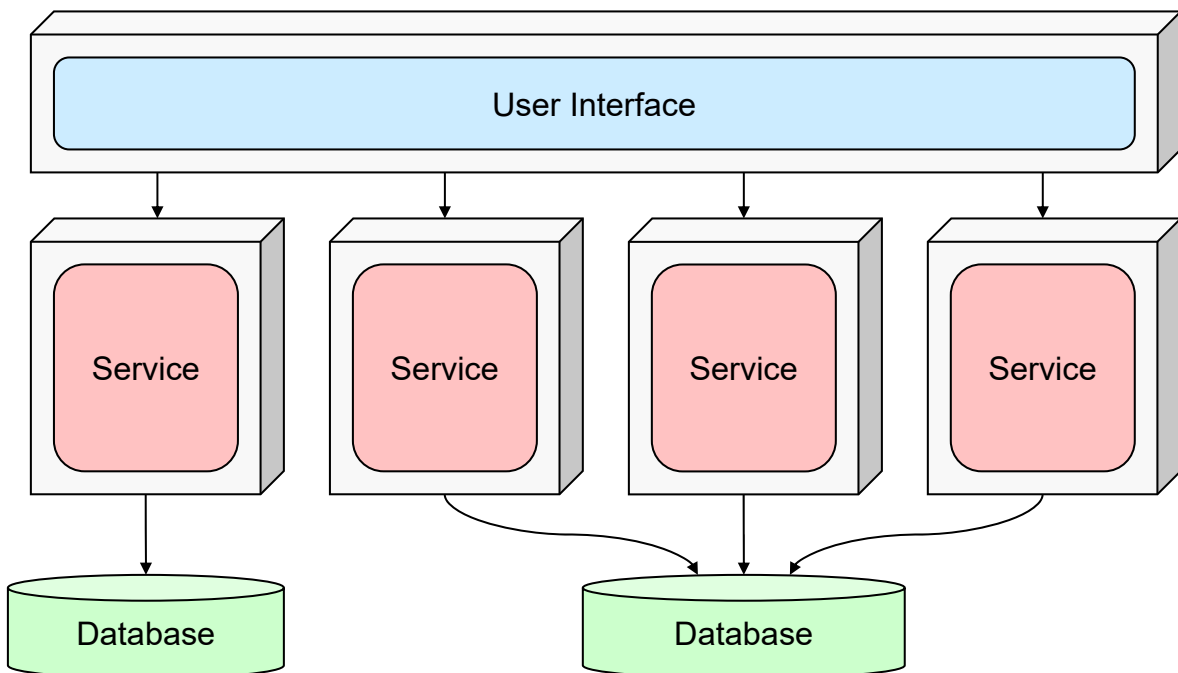 User Interface
Service
Service
Service
Service
Database
Database